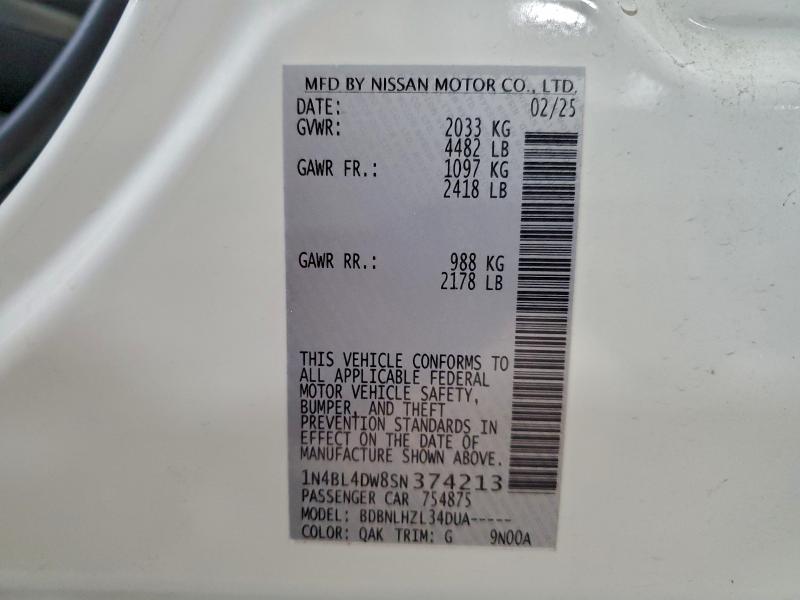 MFD BY NISSAN MOTOR CO., LTD.
DATE: 02/25
GVWR: 2033 KG
4482 LB
GAWR FR.: 1097 KG
2418 LB
GAWR RR.: 988 KG
2178 LB
THIS VEHICLE CONFORMS TO
ALL APPLICABLE FEDERAL
MOTOR VEHICLE SAFETY,
BUMPER, AND THEFT
PREVENTION STANDARDS IN
EFFECT ON THE DATE OF
MANUFACTURE SHOWN ABOVE.
1N4BL4DW8SN374213
PASSENGER CAR 754875
MODEL: BDBNLHZL34DUA-----
COLOR: QAK TRIM: G 9N00A